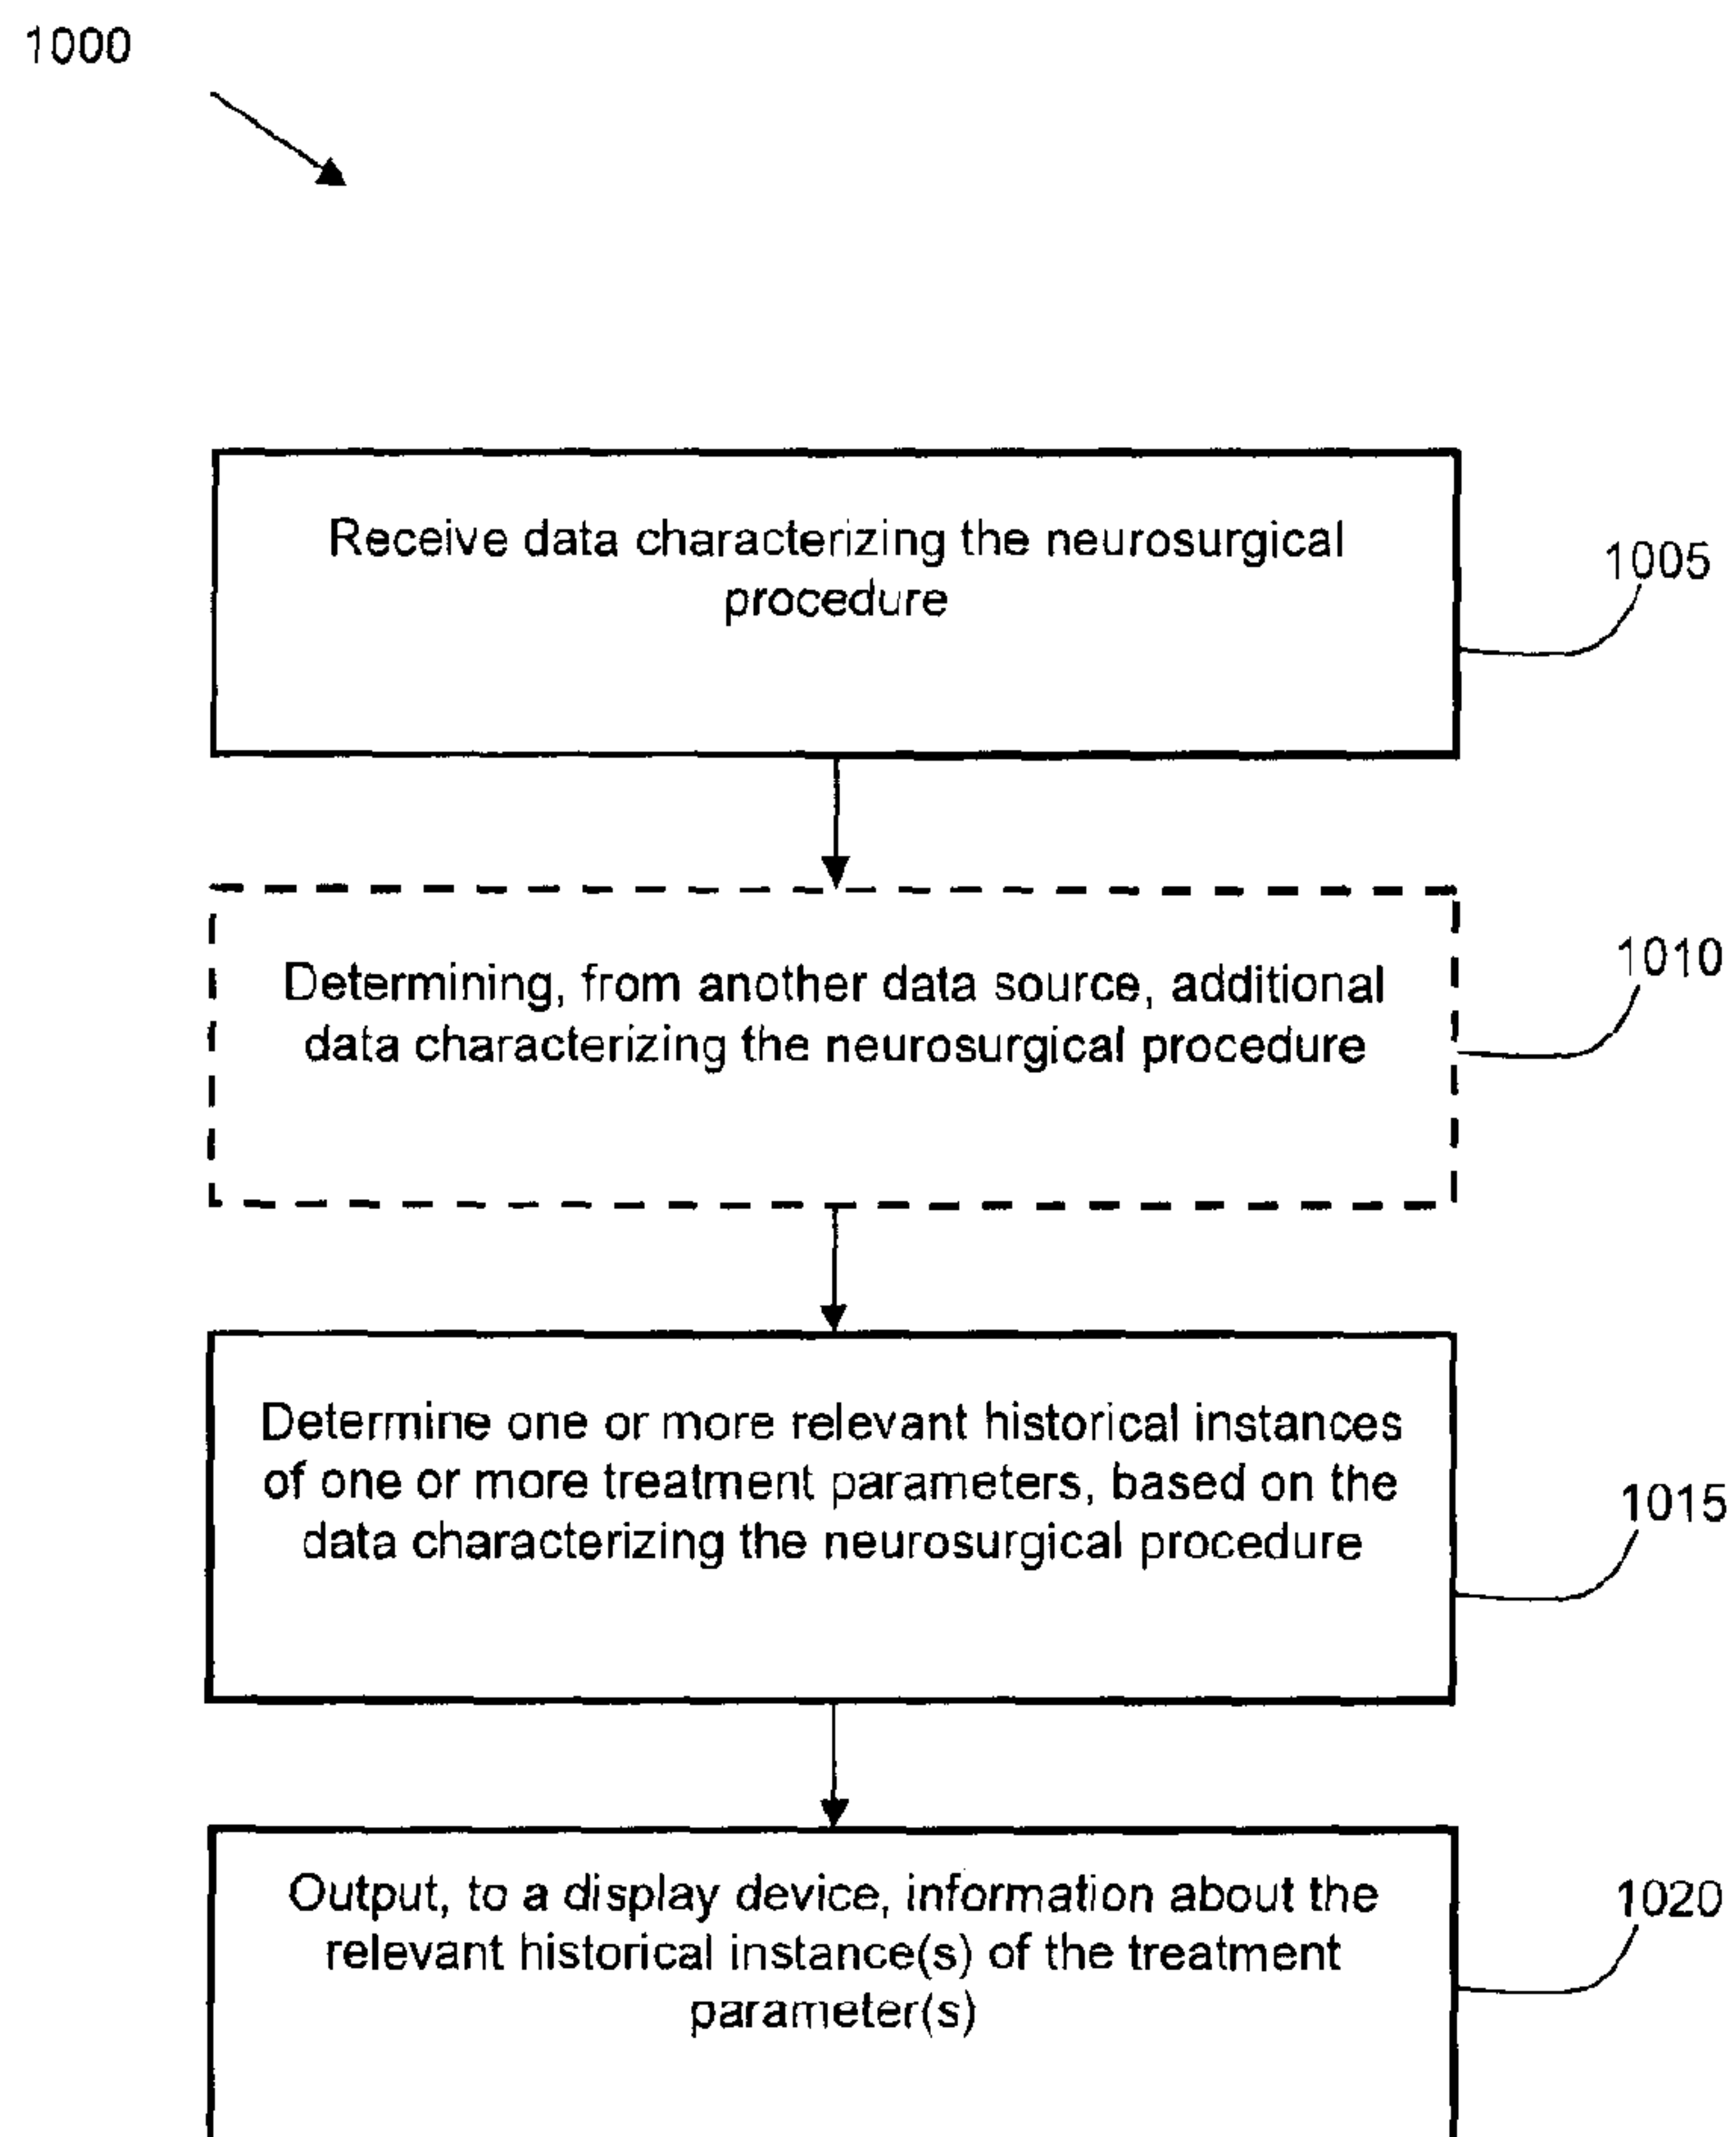 1000
Receive data characterizing the neurosurgical
procedure
1005
Determining, from another data source, additional
data characterizing the neurosurgical procedure
1010
Determine one or more relevant historical instances
of one or more treatment parameters, based on the
data characterizing the neurosurgical procedure
1015
Output, to a display device, information about the
relevant historical instance(s) of the treatment
parameter(s)
1020